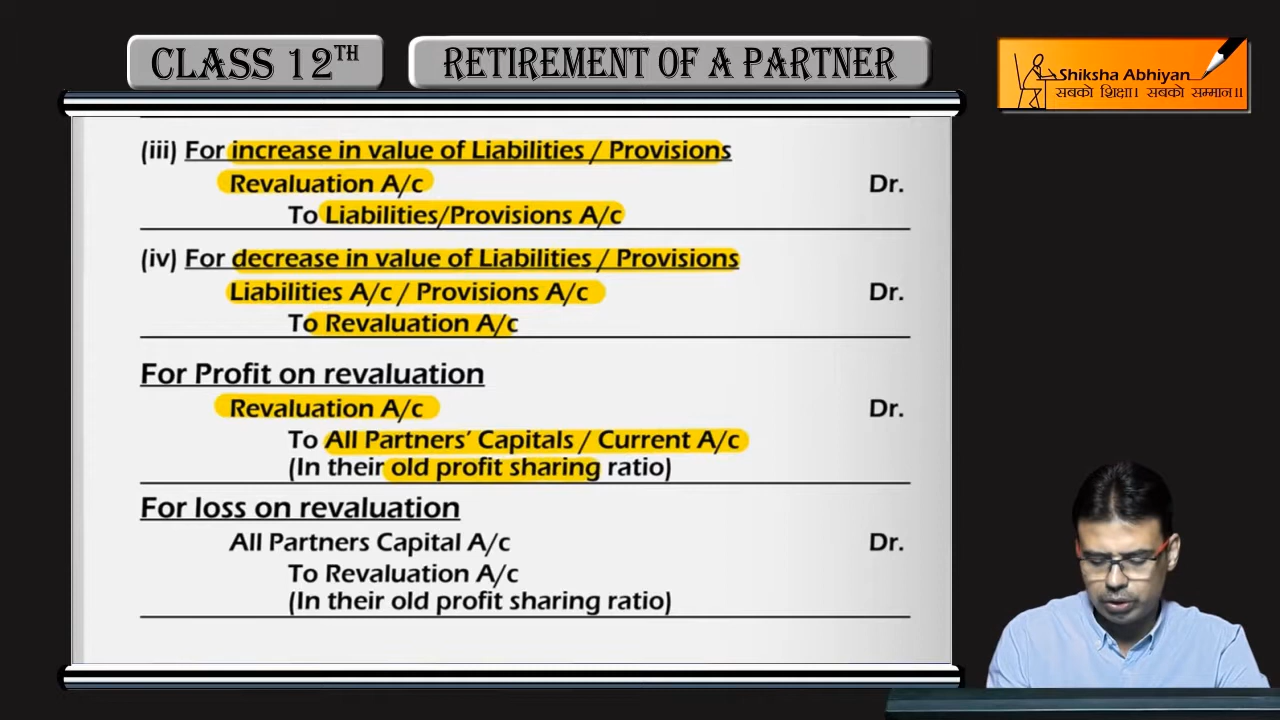 CLASS 12TH
RETIREMENT OF A PARTNER
Shiksha Abhiyan
सबको शिक्षा। सबको सम्मान॥
(iii) For increase in value of Liabilities / Provisions
Revaluation A/c Dr.
To Liabilities/Provisions A/c
(iv) For decrease in value of Liabilities / Provisions
Liabilities A/c / Provisions A/c Dr.
To Revaluation A/c
For Profit on revaluation
Revaluation A/c Dr.
To All Partners' Capitals / Current A/c
(In their old profit sharing ratio)
For loss on revaluation
All Partners Capital A/c Dr.
To Revaluation A/c
(In their old profit sharing ratio)